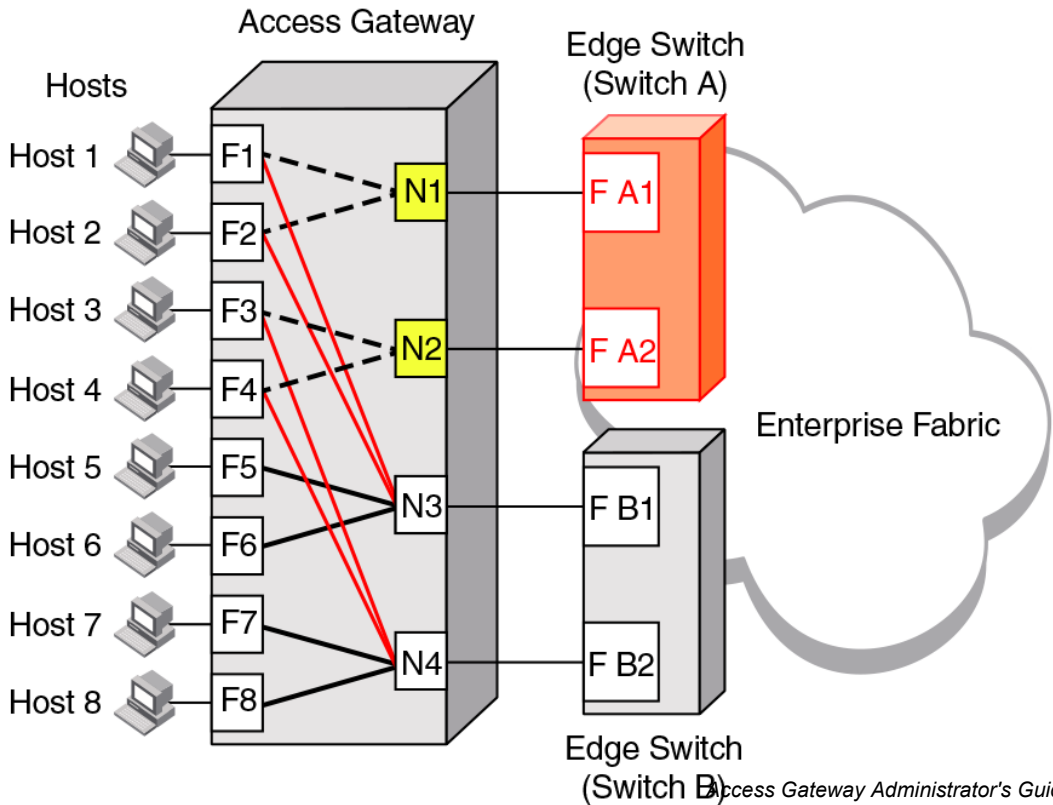 Access Gateway
Edge Switch
(Switch A)
Hosts
Host 1
F1
N1
F A1
Host 2
F2
Host 3
F3
N2
F A2
Host 4
F4
Enterprise Fabric
Host 5
F5
N3
F B1
Host 6
F6
Host 7
F7
N4
F B2
Host 8
F8
Edge Switch
(Switch B)
Access Gateway Administrator's Guid